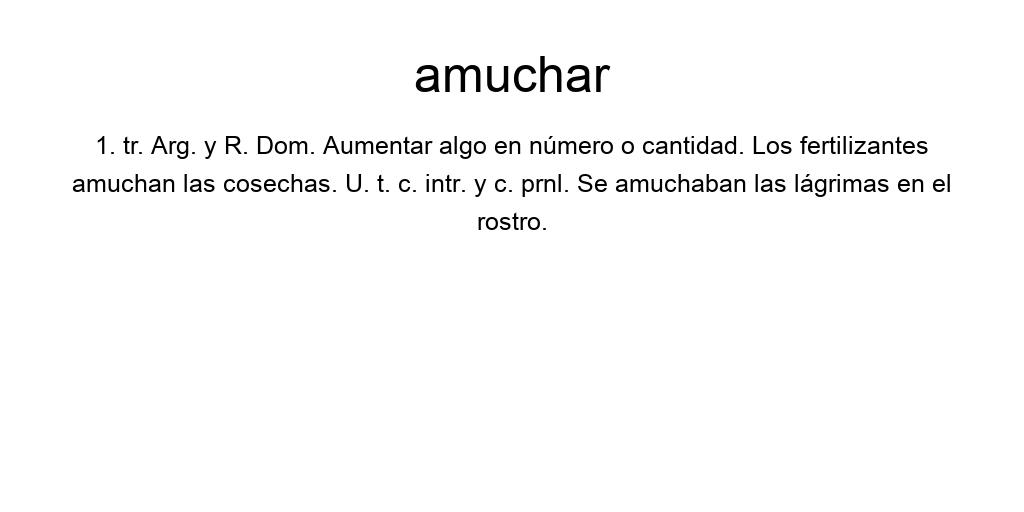 amuchar
1. tr. Arg. y R. Dom. Aumentar algo en número o cantidad. Los fertilizantes
amuchan las cosechas. U. t. c. intr. y c. prnl. Se amuchaban las lágrimas en el
rostro.